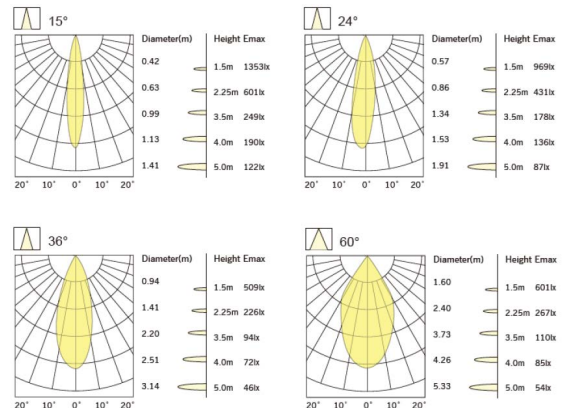 15°
Diameter(m) Height Emax
0.42 1.5m 1353lx
0.63 2.25m 601lx
0.99 3.5m 249lx
1.13 4.0m 190lx
1.41 5.0m 122lx
20° 10° 0° 10° 20°
24°
Diameter(m) Height Emax
0.57 1.5m 969lx
0.86 2.25m 431lx
1.34 3.5m 178lx
1.53 4.0m 136lx
1.91 5.0m 87lx
20° 10° 0° 10° 20°
36°
Diameter(m) Height Emax
0.94 1.5m 509lx
1.41 2.25m 226lx
2.20 3.5m 94lx
2.51 4.0m 72lx
3.14 5.0m 46lx
20° 10° 0° 10° 20°
60°
Diameter(m) Height Emax
1.60 1.5m 601lx
2.40 2.25m 267lx
3.73 3.5m 110lx
4.26 4.0m 85lx
5.33 5.0m 54lx
20° 10° 0° 10° 20°